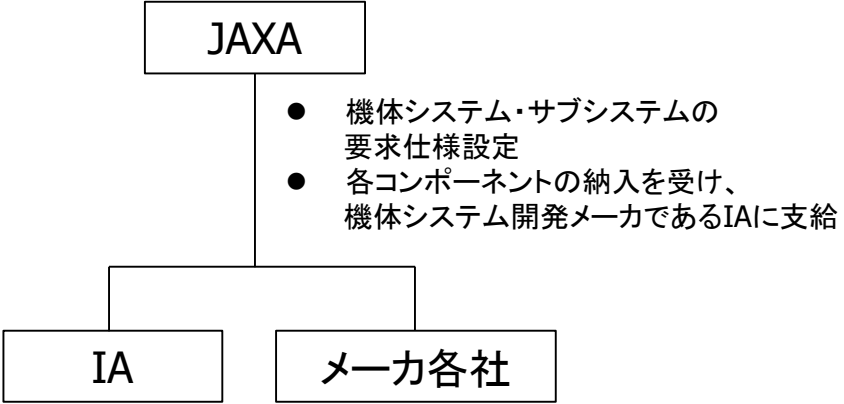 JAXA
● 機体システム・サブシステムの
要求仕様設定
● 各コンポーネントの納入を受け、
機体システム開発メーカであるIAに支給
IA
メーカ各社